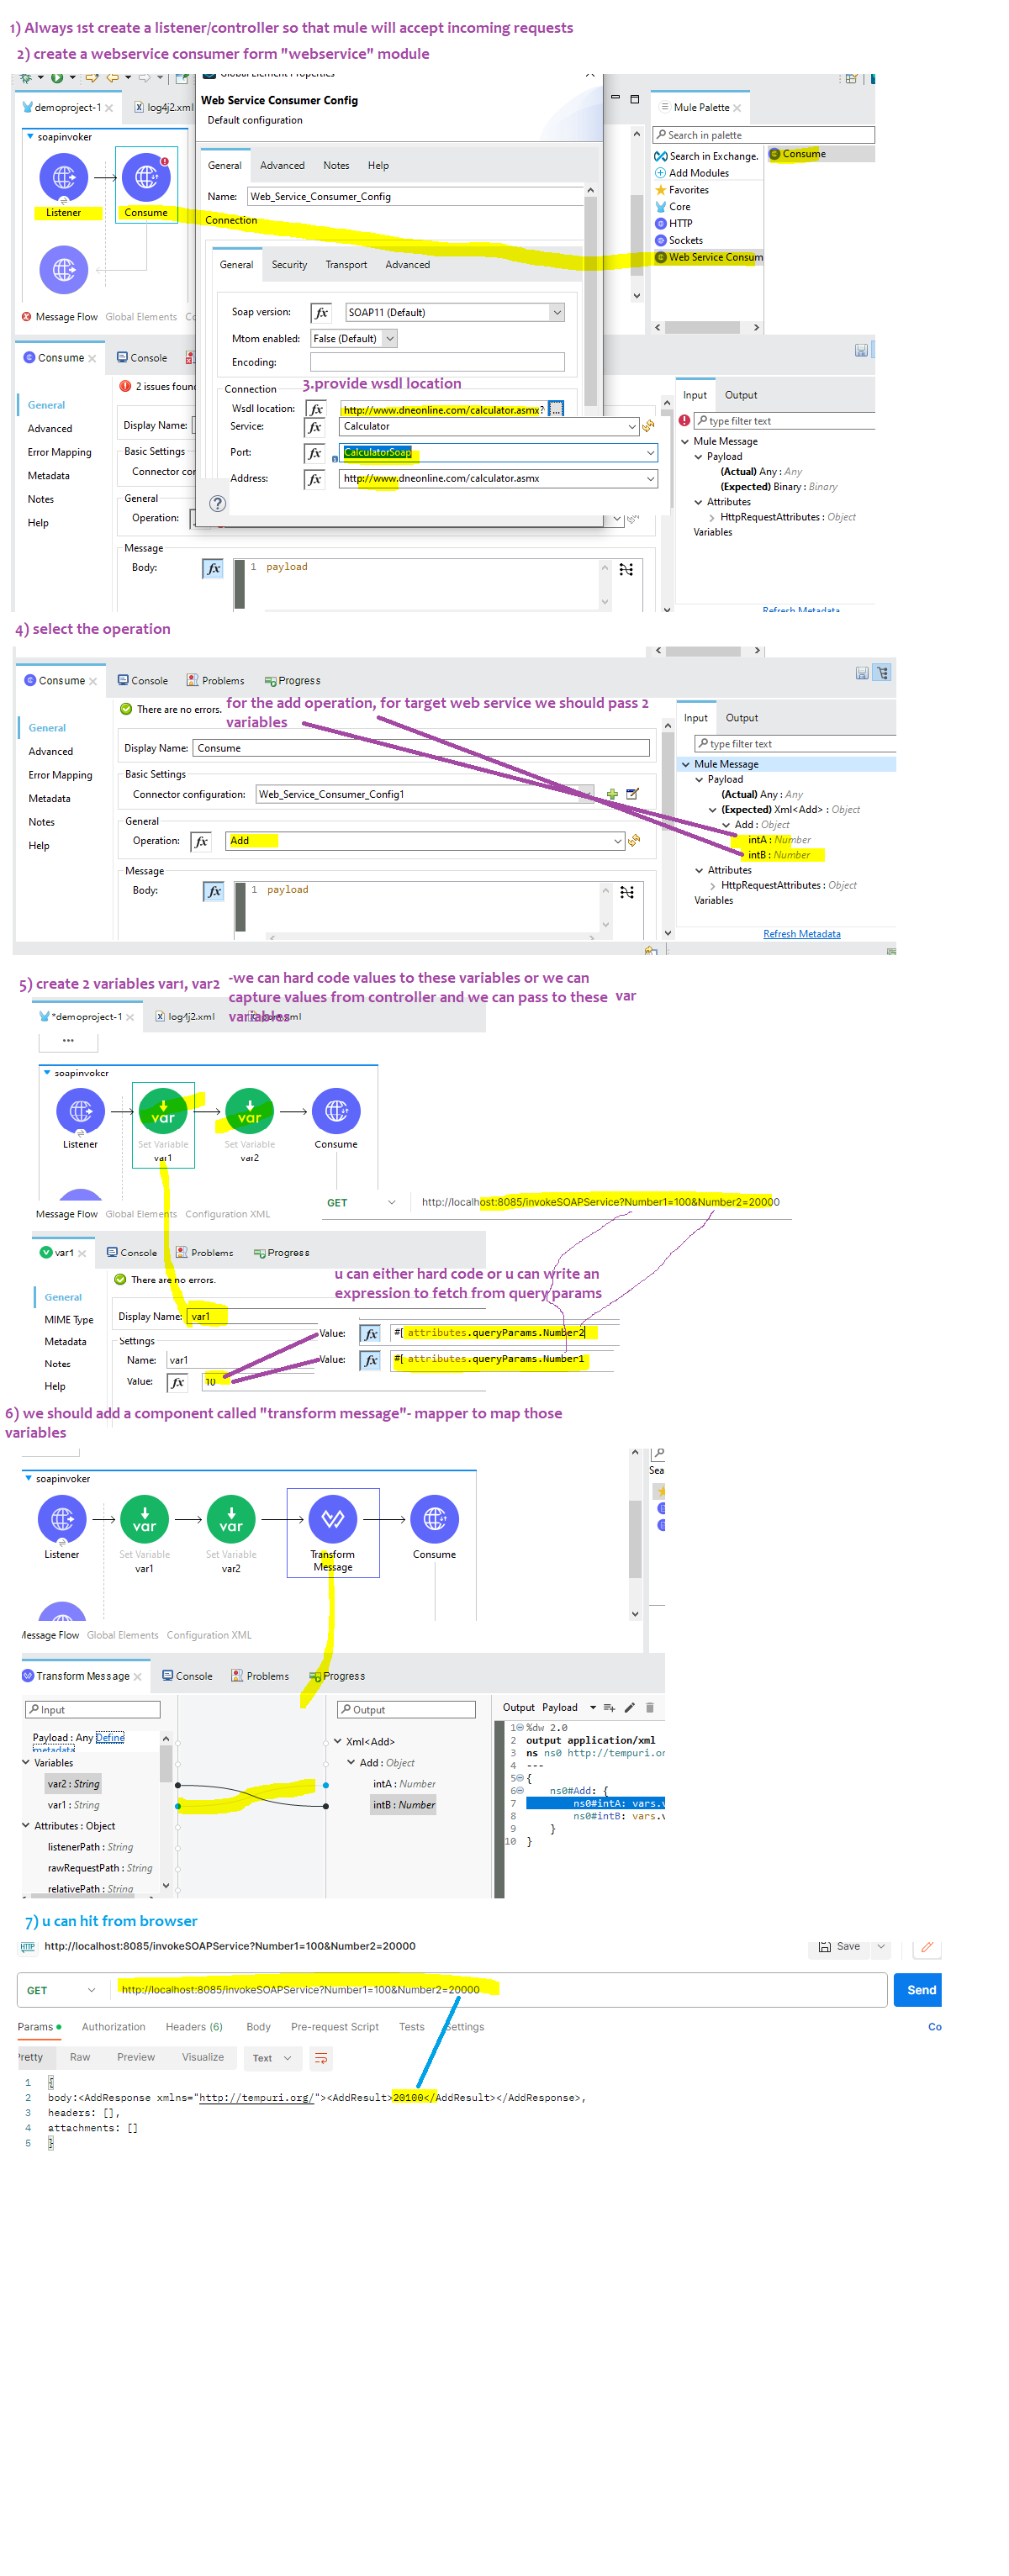 1) Always 1st create a listener/controller so that mule will accept incoming requests
2) create a webservice consumer form "webservice" module
Web Service Consumer Config
Default configuration
demoproject-1
log4j2.xml
soapinvoker
Listener
Consume
Message Flow Global Elements
General Advanced Notes Help
Name: Web_Service_Consumer_Config
Connection
General Security Transport Advanced
Soap version: fx SOAP11 (Default)
Mtom enabled: False (Default)
Encoding:
Connection
3.provide wsdl location
Wsdl location: fx http://www.dneonline.com/calculator.asmx? ...
Service: fx Calculator
Port: fx CalculatorSoap
Address: fx http://www.dneonline.com/calculator.asmx
Mule Palette
Search in palette
Search in Exchange.
Add Modules
Favorites
Core
HTTP
Sockets
Web Service Consum
Consume
Consume Console
2 issues foun
General
Advanced
Error Mapping
Metadata
Notes
Help
Display Name:
Basic Settings
Connector cor
General
Operation:
Message
Body: fx 1 payload
Input Output
type filter text
Mule Message
Payload
(Actual) Any : Any
(Expected) Binary : Binary
Attributes
HttpRequestAttributes : Object
Variables
Refresh Metadata
4) select the operation
Consume Console Problems Progress
There are no errors.
for the add operation, for target web service we should pass 2
variables
General
Advanced
Error Mapping
Metadata
Notes
Help
Display Name: Consume
Basic Settings
Connector configuration: Web_Service_Consumer_Config1
General
Operation: fx Add
Message
Body: fx 1 payload
Input Output
type filter text
Mule Message
Payload
(Actual) Any : Any
(Expected) Xml<Add> : Object
Add : Object
intA : Number
intB : Number
Attributes
HttpRequestAttributes : Object
Variables
Refresh Metadata
5) create 2 variables var1, var2
-we can hard code values to these variables or we can
capture values from controller and we can pass to these var
variables
*demoproject-1 log4j2.xml
soapinvoker
var var
Listener Set Variable Set Variable Consume
var1 var2
Message Flow Global Elements Configuration XML
GET http://localhost:8085/invokeSOAPService?Number1=100&Number2=20000
var1 Console Problems Progress
There are no errors.
u can either hard code or u can write an
expression to fetch from query params
General
MIME Type
Metadata
Notes
Help
Display Name: var1
Settings
Name: var1
Value: fx 10
Value: fx #[ attributes.queryParams.Number2
Value: fx #[ attributes.queryParams.Number1
6) we should add a component called "transform message"- mapper to map those
variables
soapinvoker
var var
Listener Set Variable Set Variable Transform Consume
var1 var2 Message
Sea
Message Flow Global Elements Configuration XML
Transform Message Console Problems Progress
Input
Payload : Any Define
metadata
Variables
var2 : String
var1 : String
Attributes : Object
listenerPath : String
rawRequestPath : String
relativePath : String
Output
Xml<Add>
Add : Object
intA : Number
intB : Number
Output Payload
1 %dw 2.0
2 output application/xml
3 ns ns0 http://tempuri.or
4 ---
5 {
6 ns0#Add: {
7 ns0#intA: vars.v
8 ns0#intB: vars.v
9 }
10 }
7) u can hit from browser
HTTP http://localhost:8085/invokeSOAPService?Number1=100&Number2=20000 Save
GET http://localhost:8085/invokeSOAPService?Number1=100&Number2=20000 Send
Params Authorization Headers (6) Body Pre-request Script Tests Settings Co
Pretty Raw Preview Visualize Text
1 {
2 body:<AddResponse xmlns="http://tempuri.org/"><AddResult>20100</AddResult></AddResponse>,
3 headers: [],
4 attachments: []
6 }